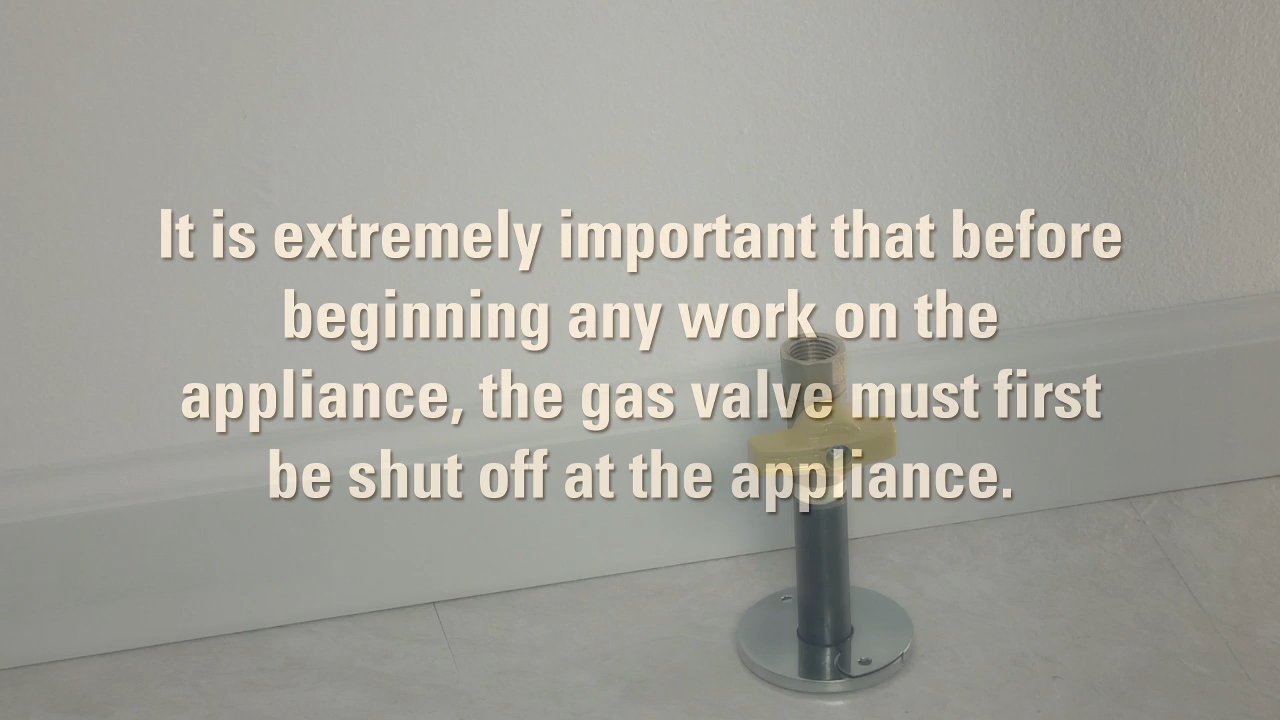 It is extremely important that before
beginning any work on the
appliance, the gas valve must first
be shut off at the appliance.